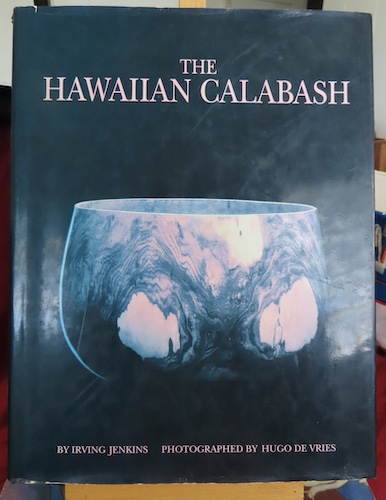 THE
HAWAIIAN CALABASH
BY IRVING JENKINS PHOTOGRAPHED BY HUGO DE VRIES